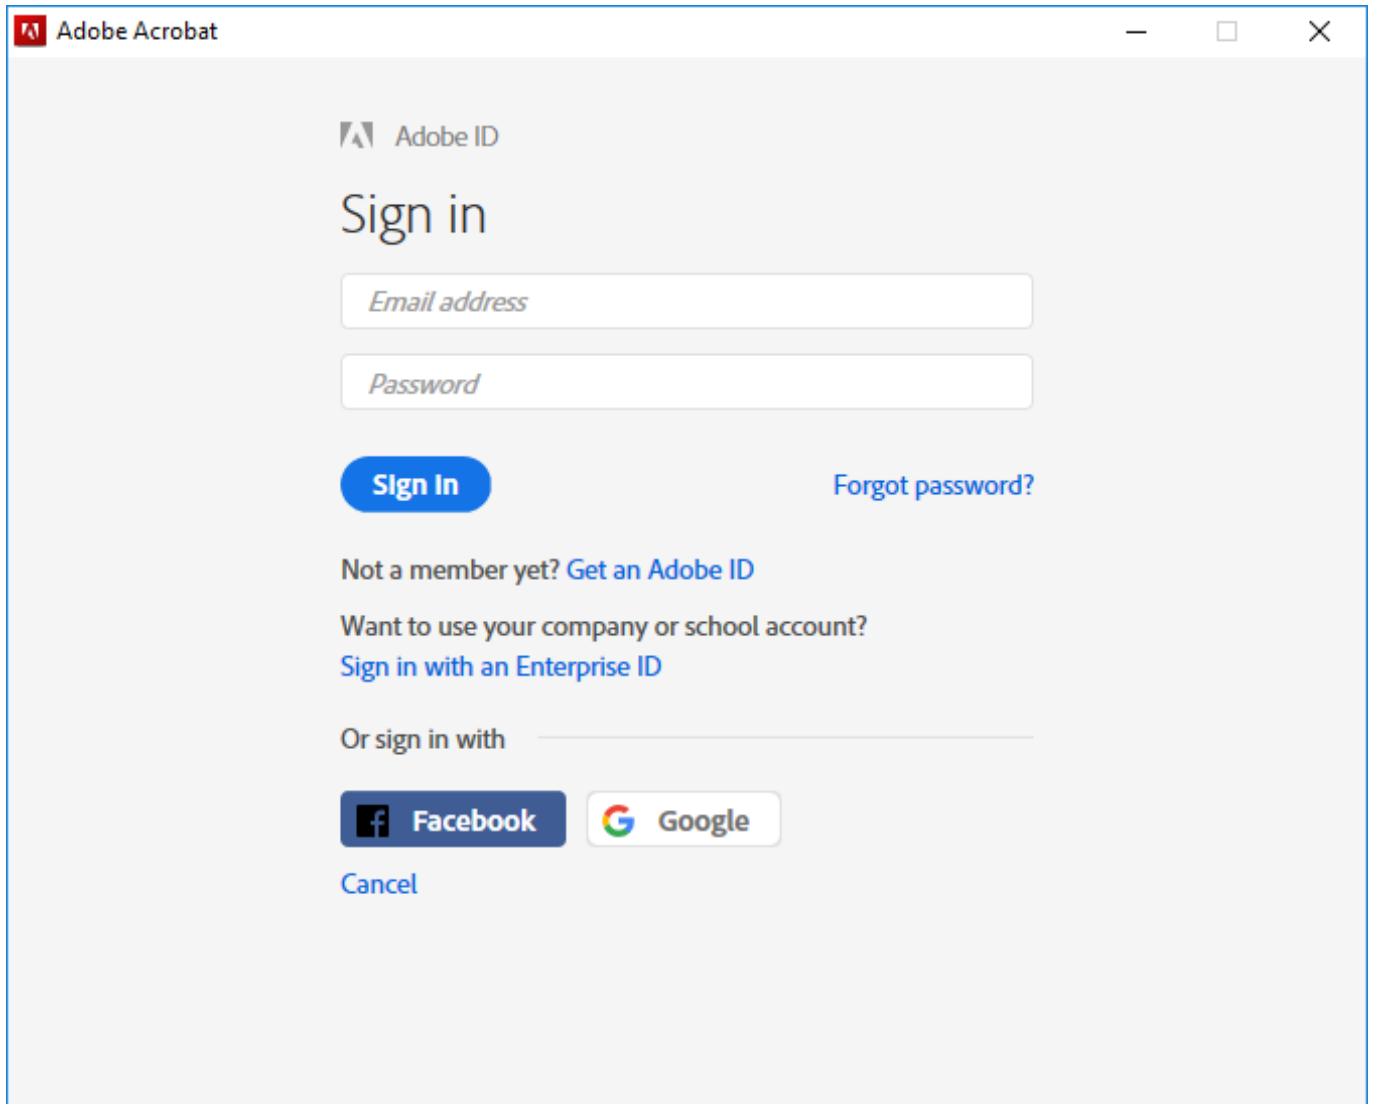 Adobe Acrobat
Adobe ID
Sign in
Email address
Password
Sign in
Forgot password?
Not a member yet? Get an Adobe ID
Want to use your company or school account?
Sign in with an Enterprise ID
Or sign in with
Facebook
Google
Cancel